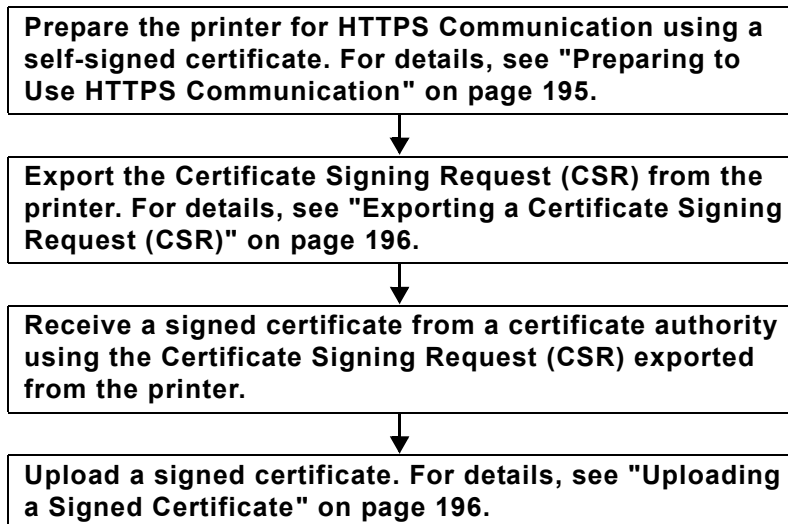 Prepare the printer for HTTPS Communication using a
self-signed certificate. For details, see "Preparing to
Use HTTPS Communication" on page 195.
Export the Certificate Signing Request (CSR) from the
printer. For details, see "Exporting a Certificate Signing
Request (CSR)" on page 196.
Receive a signed certificate from a certificate authority
using the Certificate Signing Request (CSR) exported
from the printer.
Upload a signed certificate. For details, see "Uploading
a Signed Certificate" on page 196.